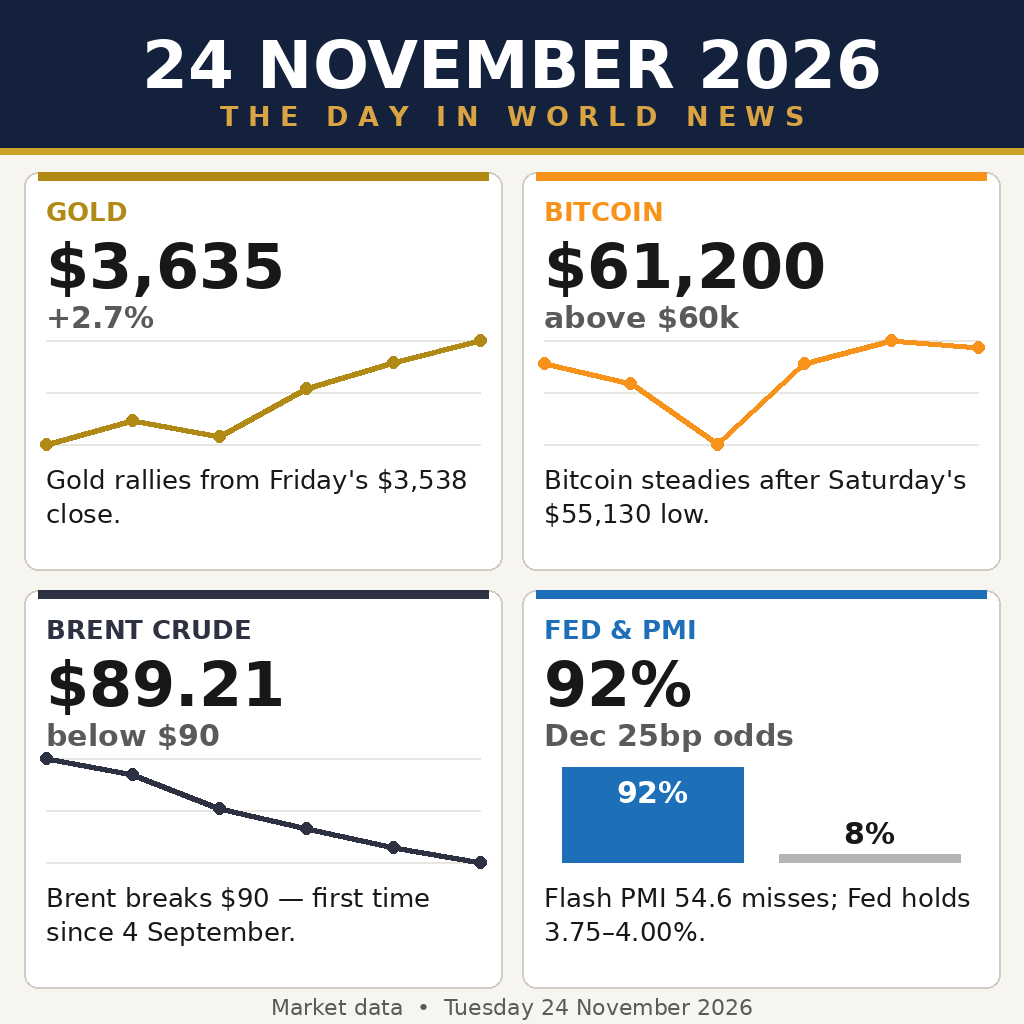 24 NOVEMBER 2026
THE DAY IN WORLD NEWS
GOLD
$3,635
+2.7%
Gold rallies from Friday's $3,538
close.
BITCOIN
$61,200
above $60k
Bitcoin steadies after Saturday's
$55,130 low.
BRENT CRUDE
$89.21
below $90
Brent breaks $90 — first time
since 4 September.
FED & PMI
92%
Dec 25bp odds
92%
8%
Flash PMI 54.6 misses; Fed holds
3.75–4.00%.
Market data • Tuesday 24 November 2026